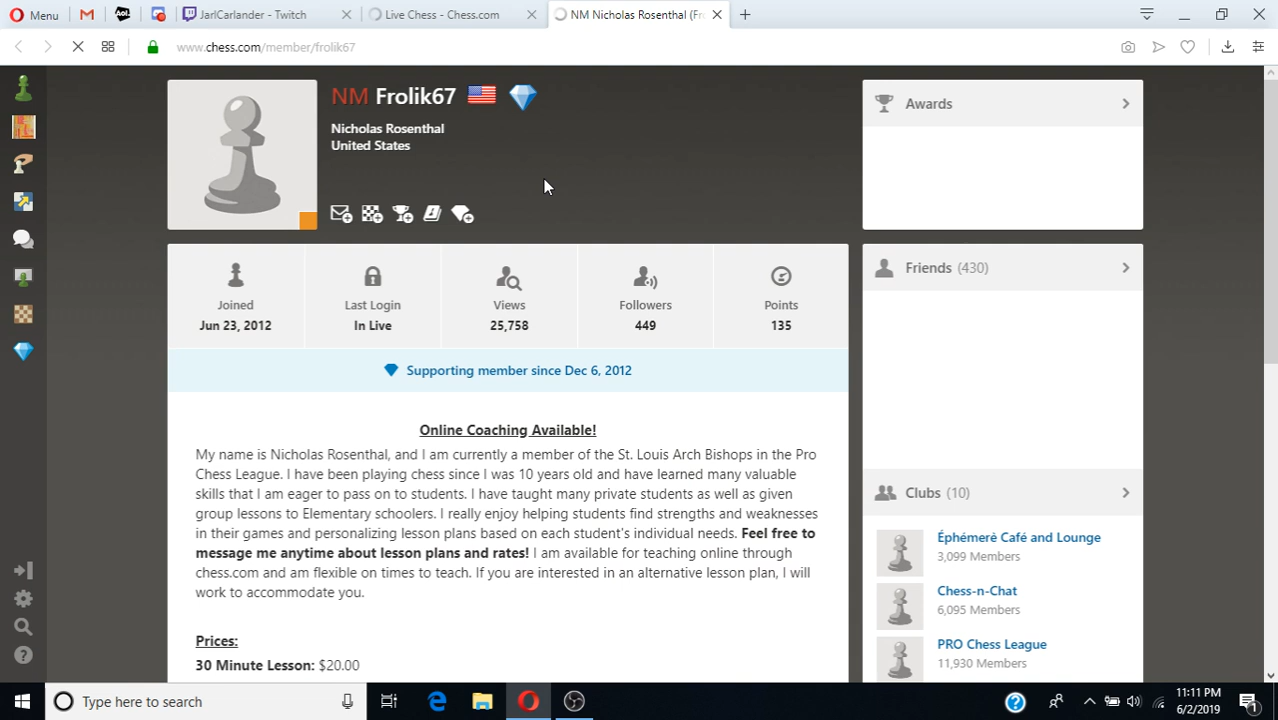 Menu
Aol.
JarlCarlander - Twitch
Live Chess - Chess.com
NM Nicholas Rosenthal (Fr
www.chess.com/member/frolik67
NM Frolik67
Nicholas Rosenthal
United States
Awards
Joined
Jun 23, 2012
Last Login
In Live
Views
25,758
Followers
449
Points
135
Friends (430)
Supporting member since Dec 6, 2012
Online Coaching Available!
My name is Nicholas Rosenthal, and I am currently a member of the St. Louis Arch Bishops in the Pro
Chess League. I have been playing chess since I was 10 years old and have learned many valuable
skills that I am eager to pass on to students. I have taught many private students as well as given
group lessons to Elementary schoolers. I really enjoy helping students find strengths and weaknesses
in their games and personalizing lesson plans based on each student's individual needs. Feel free to
message me anytime about lesson plans and rates! I am available for teaching online through
chess.com and am flexible on times to teach. If you are interested in an alternative lesson plan, I will
work to accommodate you.
Prices:
30 Minute Lesson: $20.00
Clubs (10)
Éphémeré Café and Lounge
3,099 Members
Chess-n-Chat
6,095 Members
PRO Chess League
11,930 Members
Type here to search
11:11 PM
6/2/2019
1